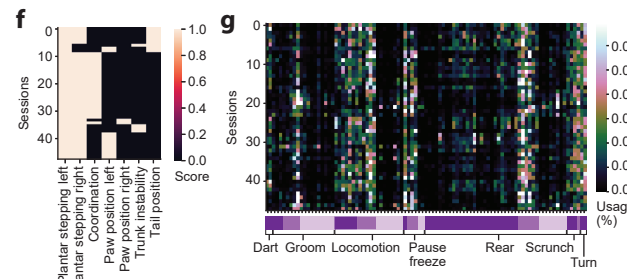 f
g
0
10
20
30
40
Sessions
1.0
0.8
0.6
0.4
0.2
0.0
Score
Plantar stepping left
Plantar stepping right
Coordination
Paw position left
Paw position right
Trunk instability
Tail position
0
10
20
30
40
Sessions
(%)
Dart
Groom
Locomotion
Pause
freeze
Rear
Scrunch
Turn